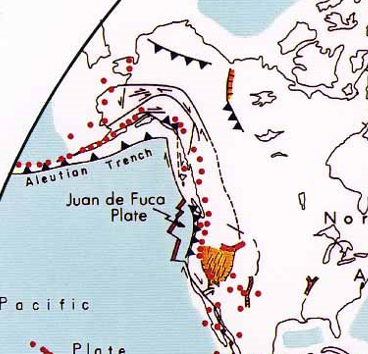 Aleutian Trench
Juan de Fuca
Plate
Nor
A
Pacific
Plate